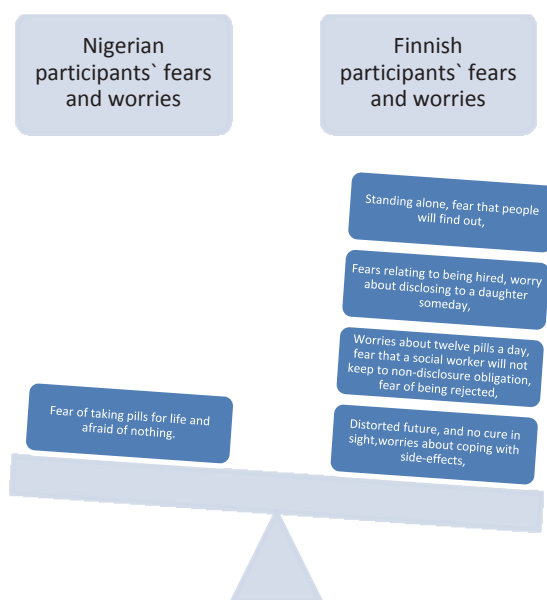 Nigerian
participants` fears
and worries
Finnish
participants` fears
and worries
Standing alone, fear that people
will find out,
Fears relating to being hired, worry
about disclosing to a daughter
someday,
Worries about twelve pills a day,
fear that a social worker will not
keep to non-disclosure obligation,
fear of being rejected,
Distorted future, and no cure in
sight,worries about coping with
side-effects,
Fear of taking pills for life and
afraid of nothing.